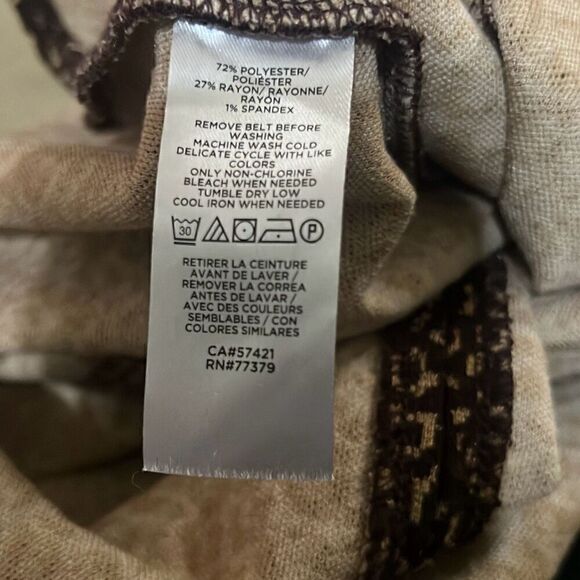 72% POLYESTER/
POLIÉSTER
27% RAYON/ RAYONNE/
RAYÓN
1% SPANDEX
REMOVE BELT BEFORE
WASHING
MACHINE WASH COLD
DELICATE CYCLE WITH LIKE
COLORS
ONLY NON-CHLORINE
BLEACH WHEN NEEDED
TUMBLE DRY LOW
COOL IRON WHEN NEEDED
30 P
RETIRER LA CEINTURE
AVANT DE LAVER /
REMOVER LA CORREA
ANTES DE LAVAR /
AVEC DES COULEURS
SEMBLABLES / CON
COLORES SIMILARES
CA#57421
RN#77379